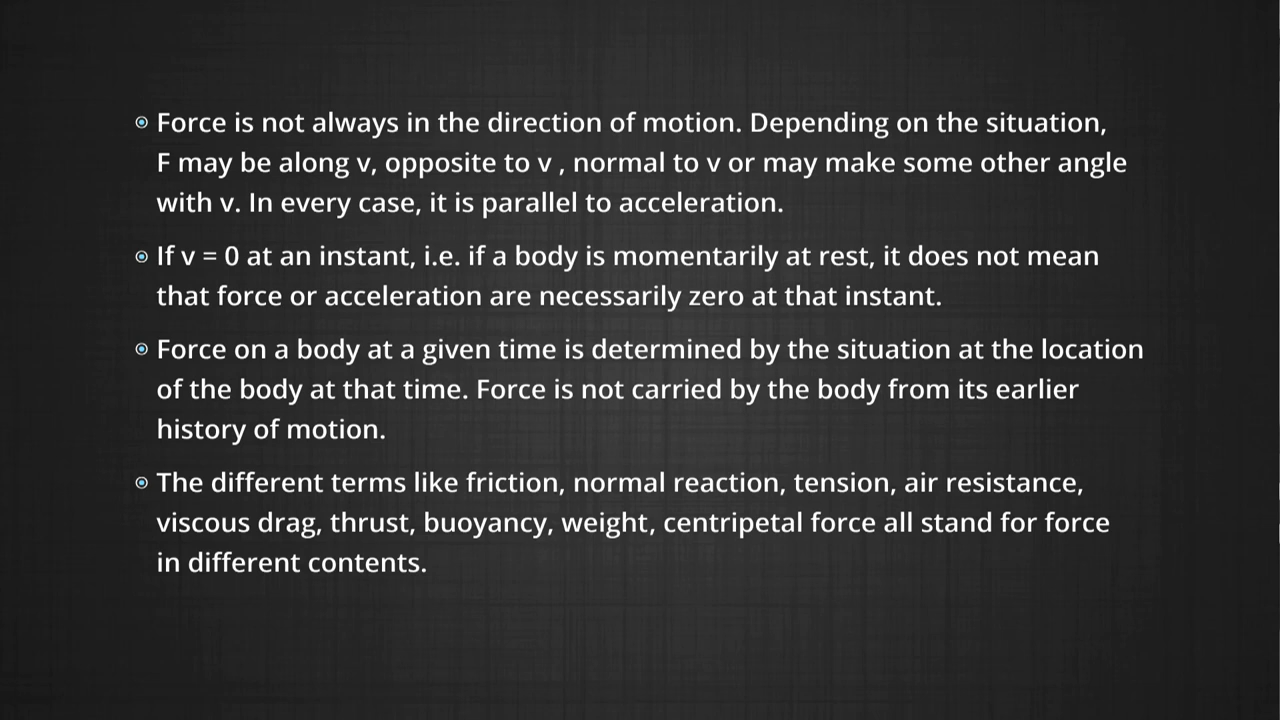 Force is not always in the direction of motion. Depending on the situation,
F may be along v, opposite to v , normal to v or may make some other angle
with v. In every case, it is parallel to acceleration.
If v = 0 at an instant, i.e. if a body is momentarily at rest, it does not mean
that force or acceleration are necessarily zero at that instant.
Force on a body at a given time is determined by the situation at the location
of the body at that time. Force is not carried by the body from its earlier
history of motion.
The different terms like friction, normal reaction, tension, air resistance,
viscous drag, thrust, buoyancy, weight, centripetal force all stand for force
in different contents.